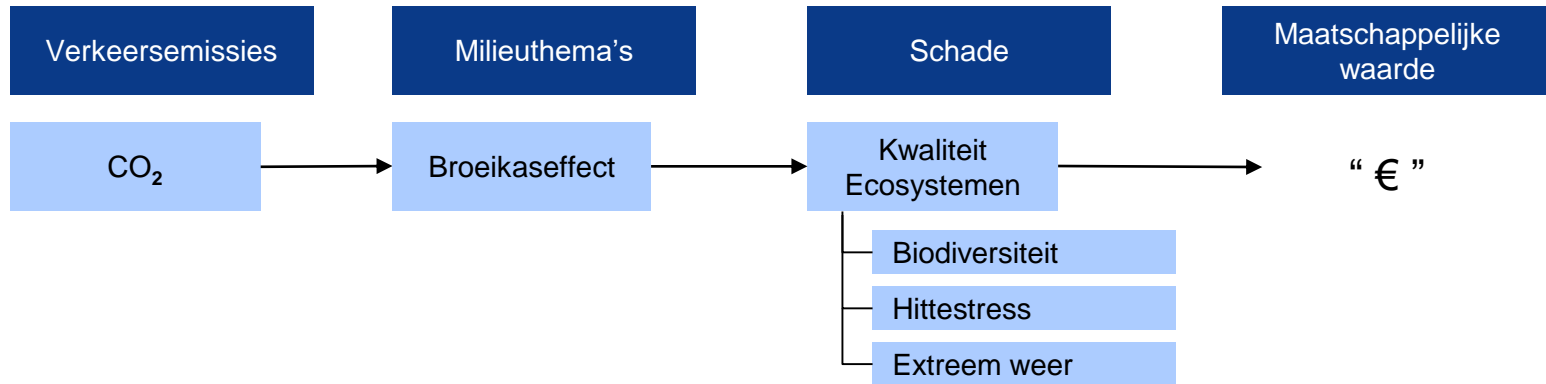 Verkeersemissies
Milieuthema's
Schade
Maatschappelijke
waarde
CO₂
Broeikaseffect
Kwaliteit
Ecosystemen
“ € ”
Biodiversiteit
Hittestress
Extreem weer